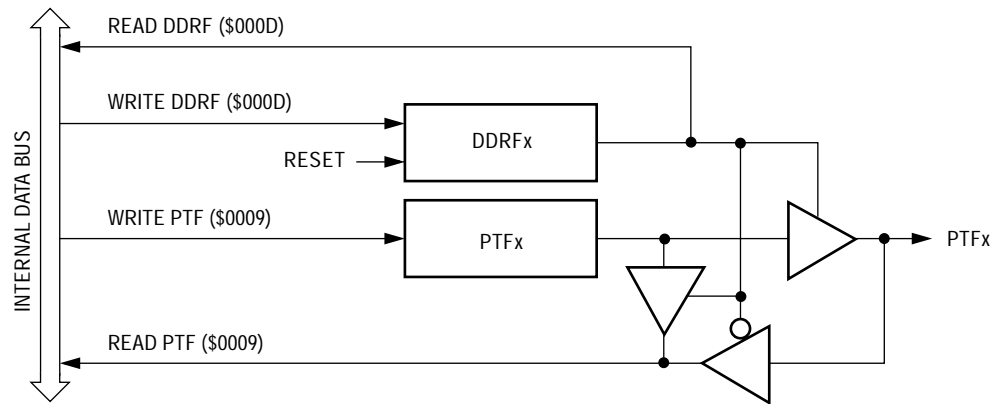 READ DDRF ($000D)
WRITE DDRF ($000D)
DDRFx
RESET
WRITE PTF ($0009)
PTFx
PTFx
READ PTF ($0009)
INTERNAL DATA BUS